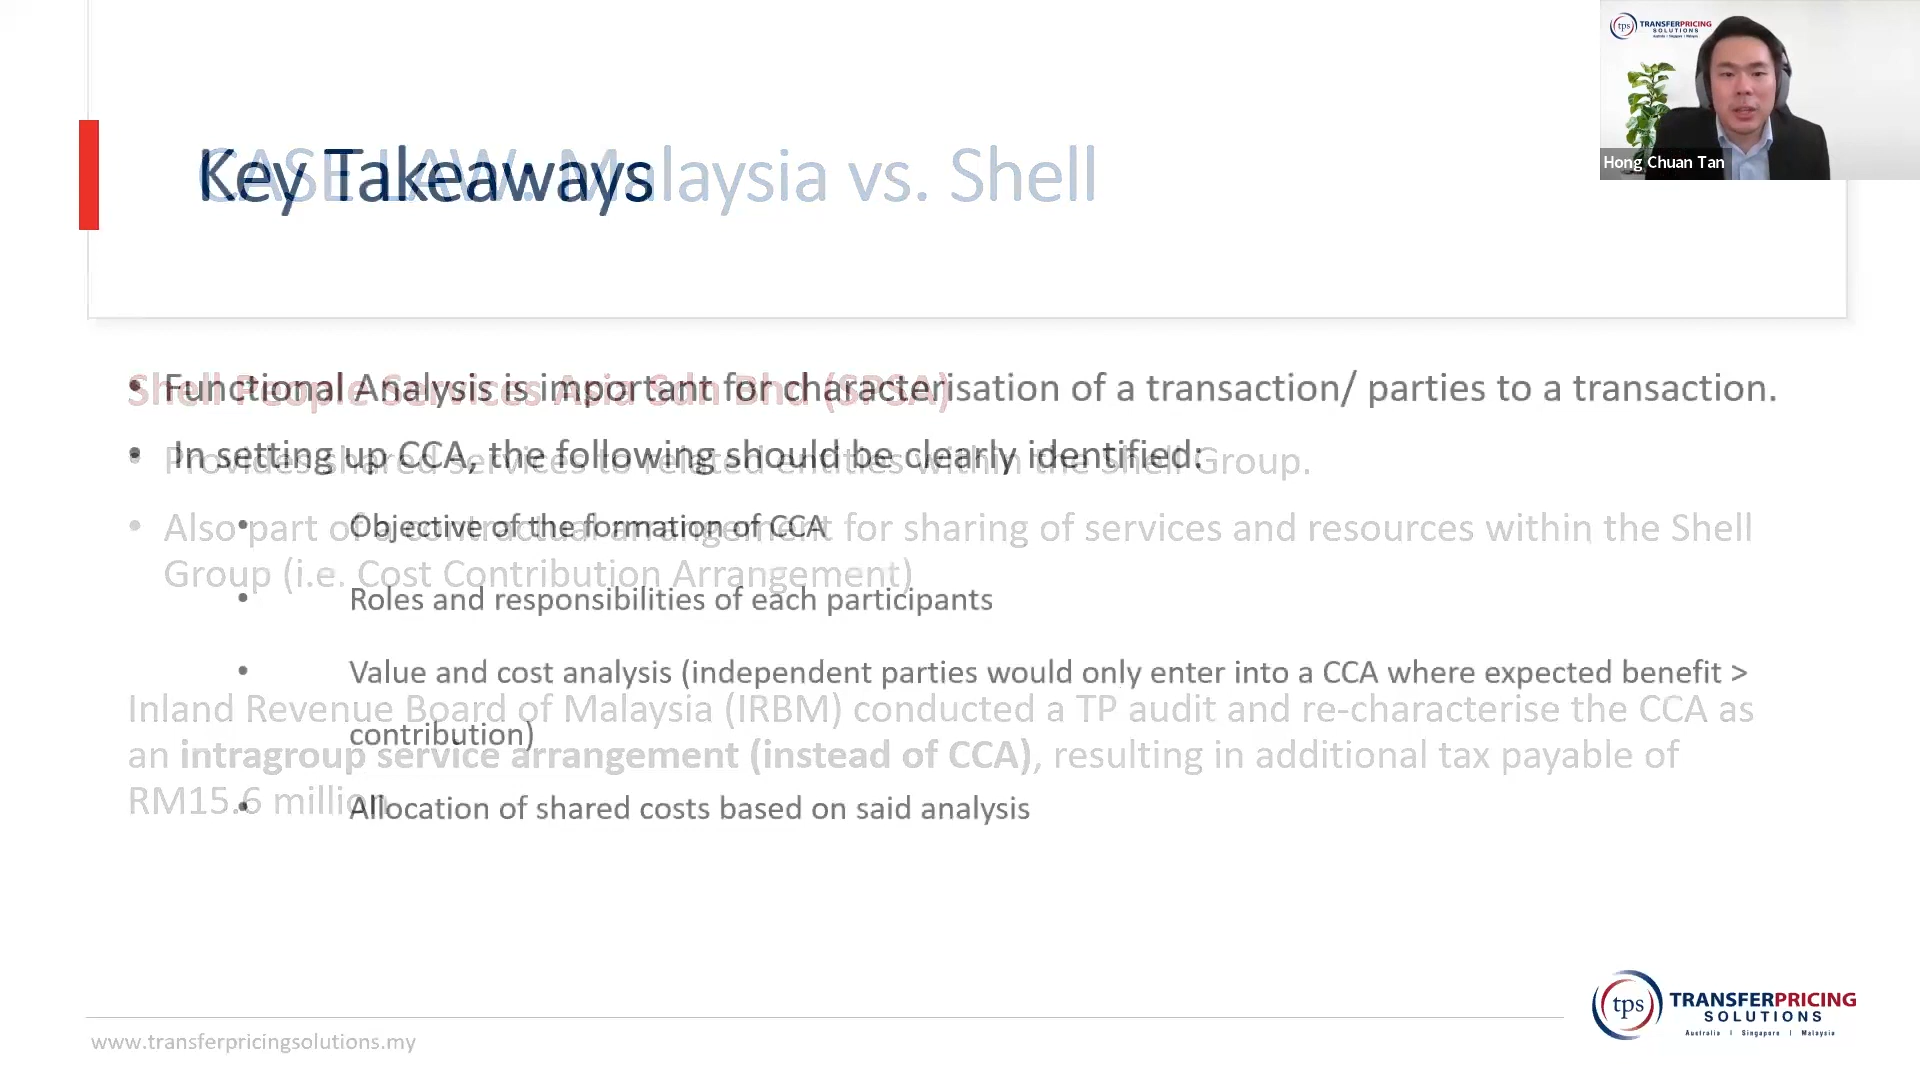 tps TRANSFERPRICING
SOLUTIONS
Australia | Singapore | Malaysia
Hong Chuan Tan
Key Takeaways
CASE LAW: Malaysia vs. Shell
• Functional Analysis is important for characterisation of a transaction/ parties to a transaction.
• In setting up CCA, the following should be clearly identified:
• Objective of the formation of CCA
• Roles and responsibilities of each participants
• Value and cost analysis (independent parties would only enter into a CCA where expected benefit >
contribution)
• Allocation of shared costs based on said analysis
Shell People Services Asia Sdn Bhd (SPSA)
• Provides shared services to related entities within the Shell Group.
• Also part of a contractual arrangement for sharing of services and resources within the Shell
Group (i.e. Cost Contribution Arrangement)
Inland Revenue Board of Malaysia (IRBM) conducted a TP audit and re-characterise the CCA as
an intragroup service arrangement (instead of CCA), resulting in additional tax payable of
RM15.6 million
www.transferpricingsolutions.my
tps TRANSFERPRICING
SOLUTIONS
Australia | Singapore | Malaysia